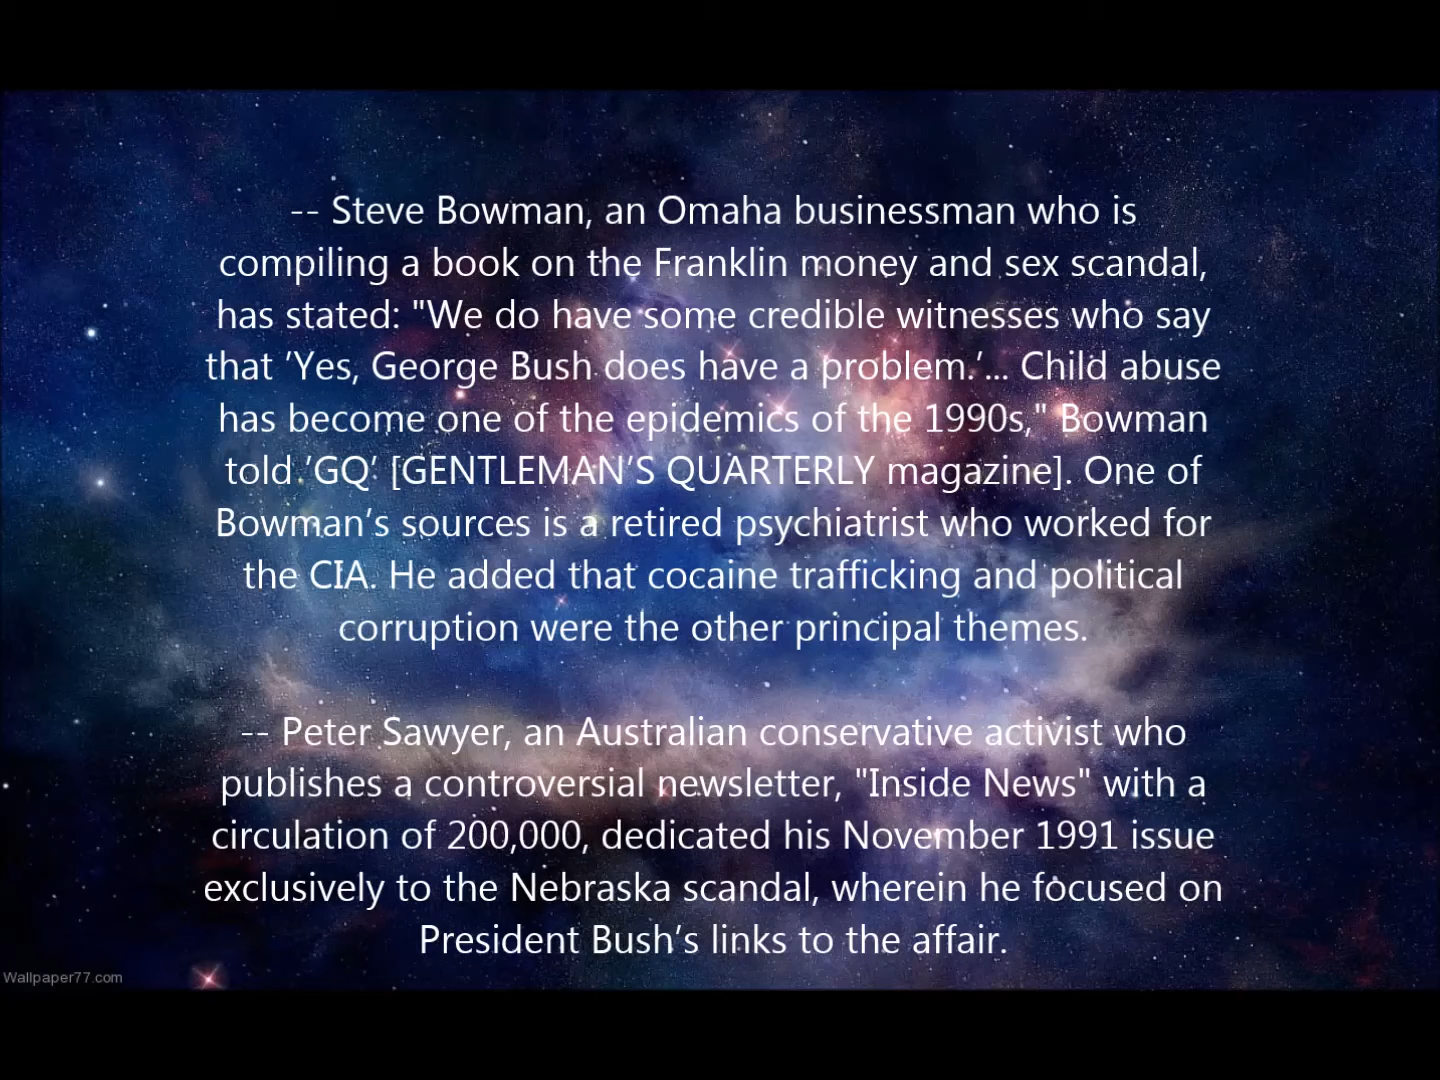 -- Steve Bowman, an Omaha businessman who is
compiling a book on the Franklin money and sex scandal,
has stated: "We do have some credible witnesses who say
that ’Yes, George Bush does have a problem.’... Child abuse
has become one of the epidemics of the 1990s," Bowman
told ’GQ’ [GENTLEMAN’S QUARTERLY magazine]. One of
Bowman’s sources is a retired psychiatrist who worked for
the CIA. He added that cocaine trafficking and political
corruption were the other principal themes.
-- Peter Sawyer, an Australian conservative activist who
publishes a controversial newsletter, "Inside News" with a
circulation of 200,000, dedicated his November 1991 issue
exclusively to the Nebraska scandal, wherein he focused on
President Bush’s links to the affair.
Wallpaper77.com